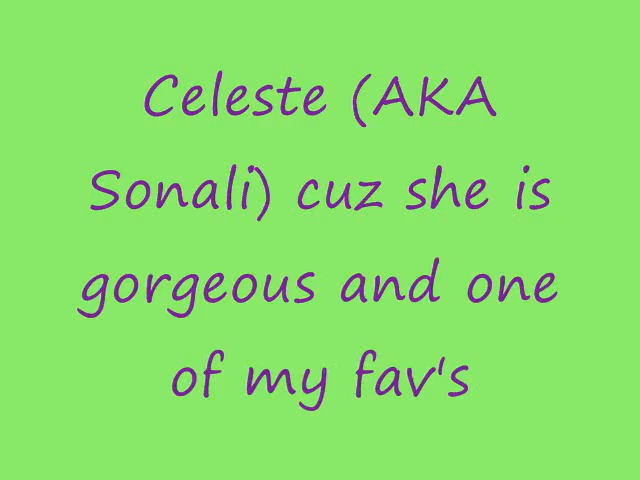 Celeste (AKA
Sonali) cuz she is
gorgeous and one
of my fav's